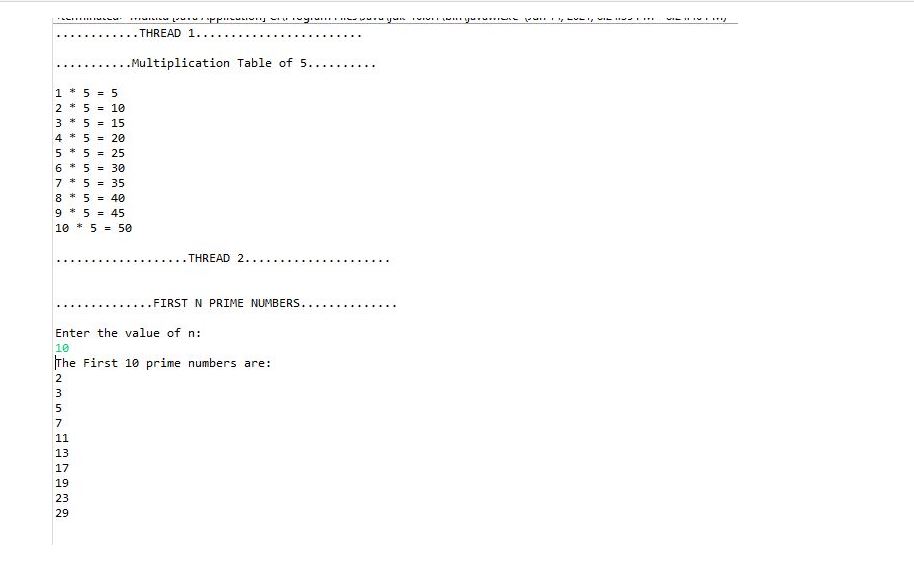 ............THREAD 1........................
...........Multiplication Table of 5..........
1 * 5 = 5
2 * 5 = 10
3 * 5 = 15
4 * 5 = 20
5 * 5 = 25
6 * 5 = 30
7 * 5 = 35
8 * 5 = 40
9 * 5 = 45
10 * 5 = 50
...................THREAD 2.....................
..............FIRST N PRIME NUMBERS..............
Enter the value of n:
10
The First 10 prime numbers are:
2
3
5
7
11
13
17
19
23
29